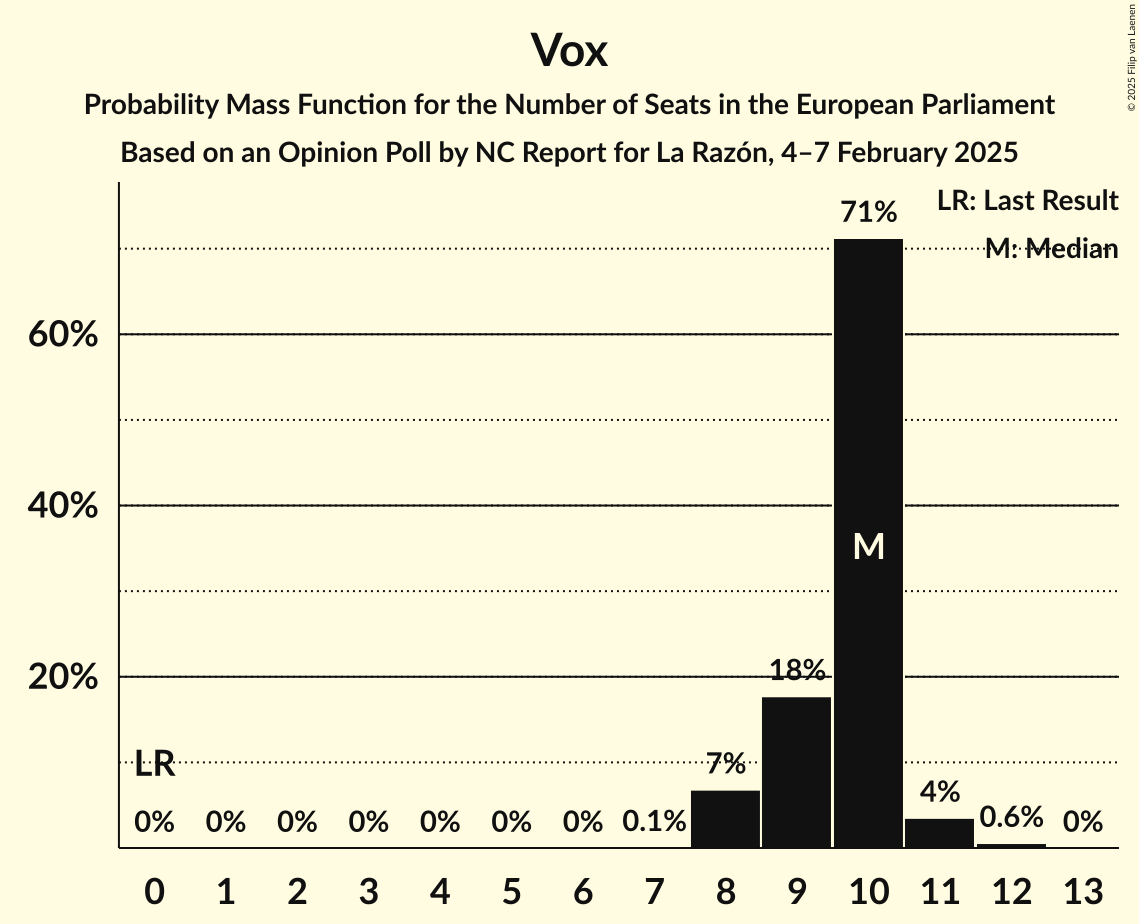 Vox
Probability Mass Function for the Number of Seats in the European Parliament
Based on an Opinion Poll by NC Report for La Razón, 4–7 February 2025
© 2025 Filip van Laenen
LR: Last Result
M: Median
71%
60%
40%
M
20%
18%
LR
7%
4%
0% 0% 0% 0% 0% 0% 0% 0.1% 0.6% 0%
0 1 2 3 4 5 6 7 8 9 10 11 12 13